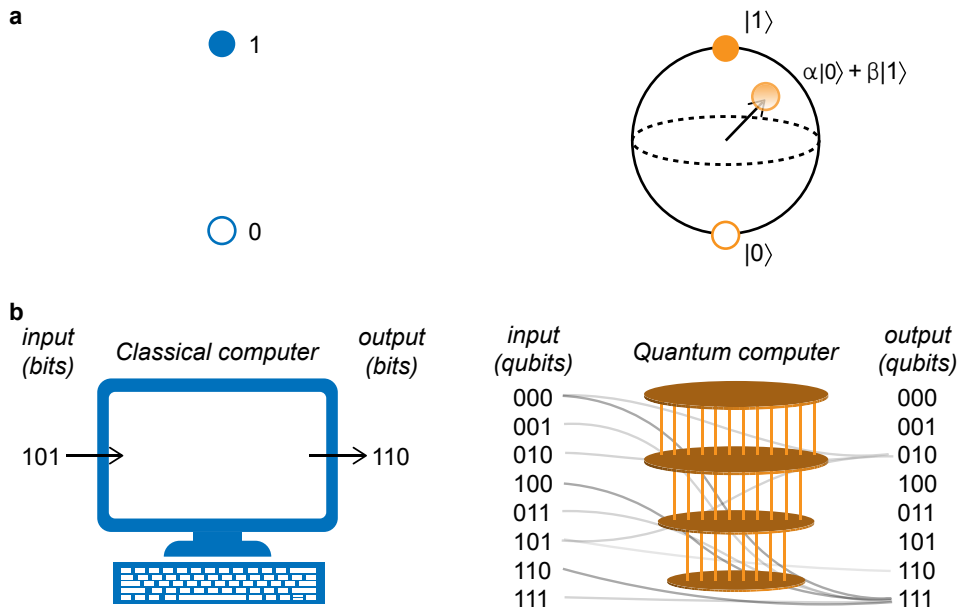 a
1
0
|1⟩
α|0⟩ + β|1⟩
|0⟩
b
input
(bits)
Classical computer
output
(bits)
101
110
input
(qubits)
Quantum computer
output
(qubits)
000
001
010
100
011
101
110
111
000
001
010
100
011
101
110
111